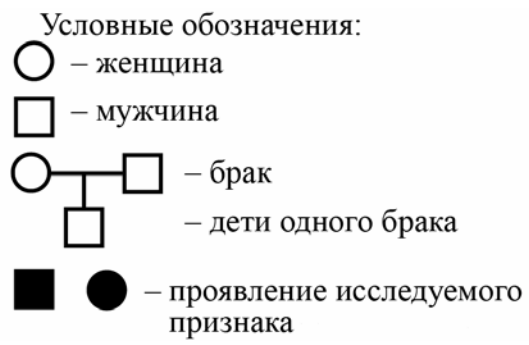 Условные обозначения:
– женщина
– мужчина
– брак
– дети одного брака
– проявление исследуемого
признака